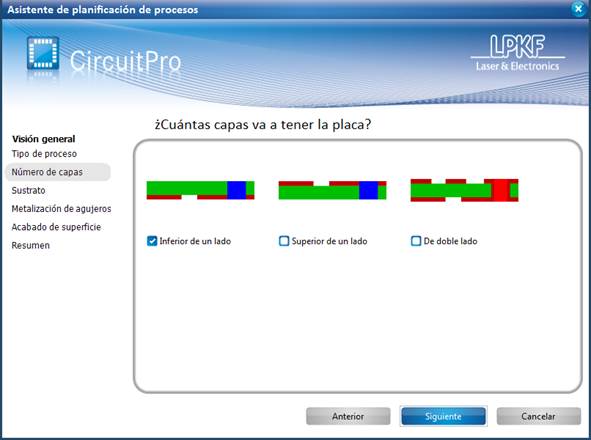 Asistente de planificación de procesos
CircuitPro
LPKF
Laser & Electronics
¿Cuántas capas va a tener la placa?
Visión general
Tipo de proceso
Número de capas
Sustrato
Metalización de agujeros
Acabado de superficie
Resumen
Inferior de un lado
Superior de un lado
De doble lado
Anterior
Siguiente
Cancelar